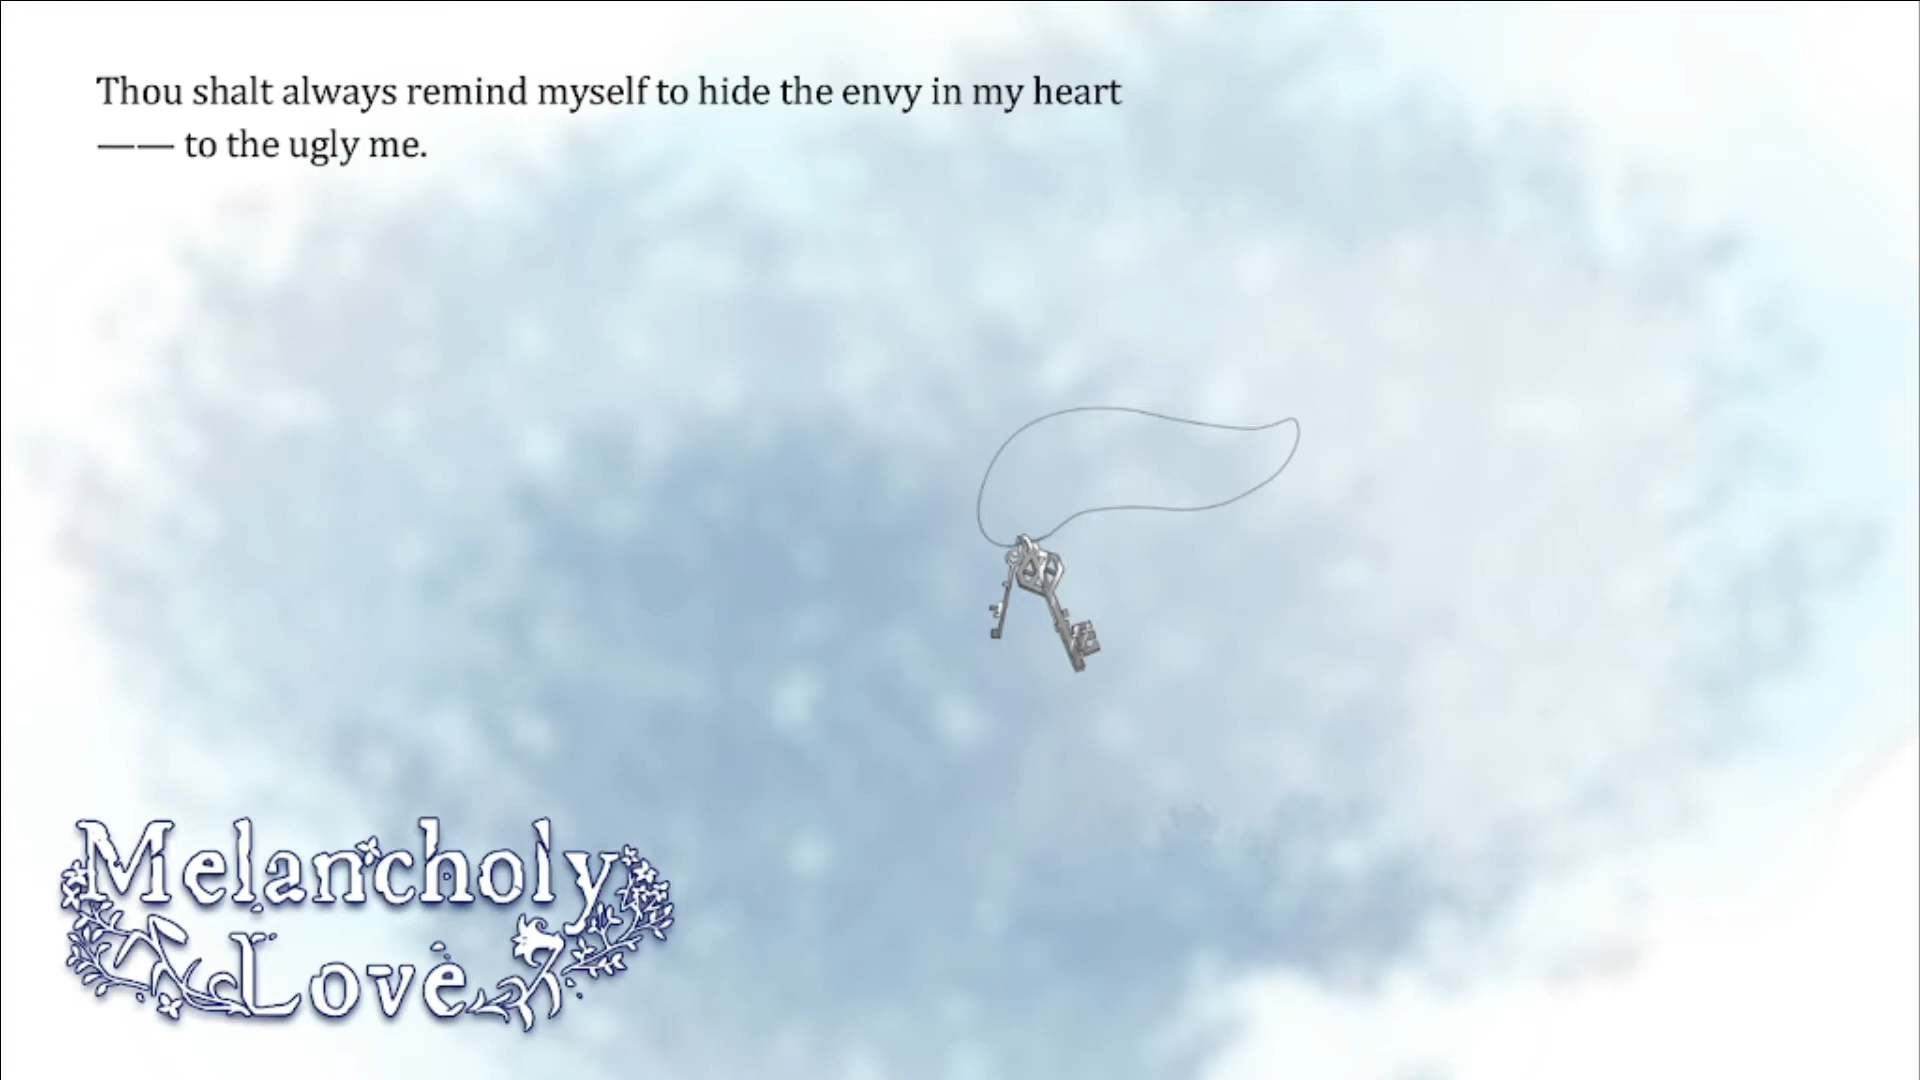 Thou shalt always remind myself to hide the envy in my heart
—— to the ugly me.
Melancholy
Love